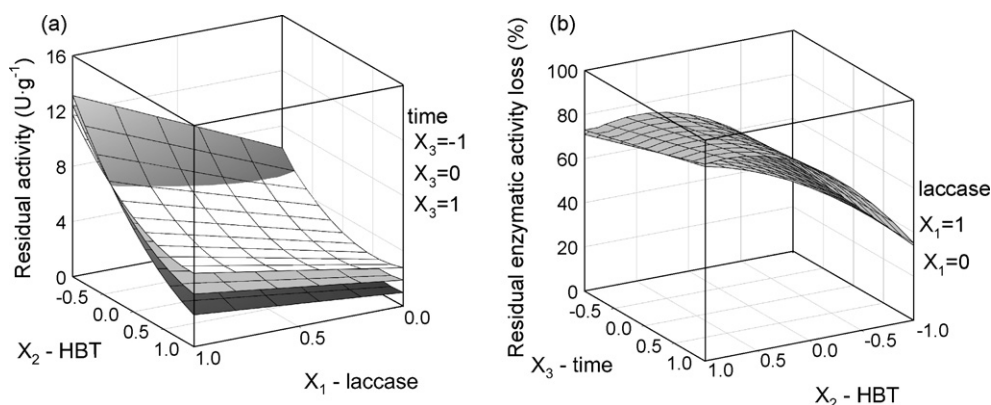 (a)
Residual activity (U·g⁻¹)
16
12
8
4
0
-0.5
0.0
0.5
1.0
X₂ - HBT
1.0
0.5
0.0
X₁ - laccase
time
X₃=-1
X₃=0
X₃=1
(b)
Residual enzymatic activity loss (%)
100
80
60
40
20
0
-0.5
0.0
0.5
1.0
X₃ - time
1.0
0.5
0.0
-0.5
-1.0
X₂ - HBT
laccase
X₁=1
X₁=0